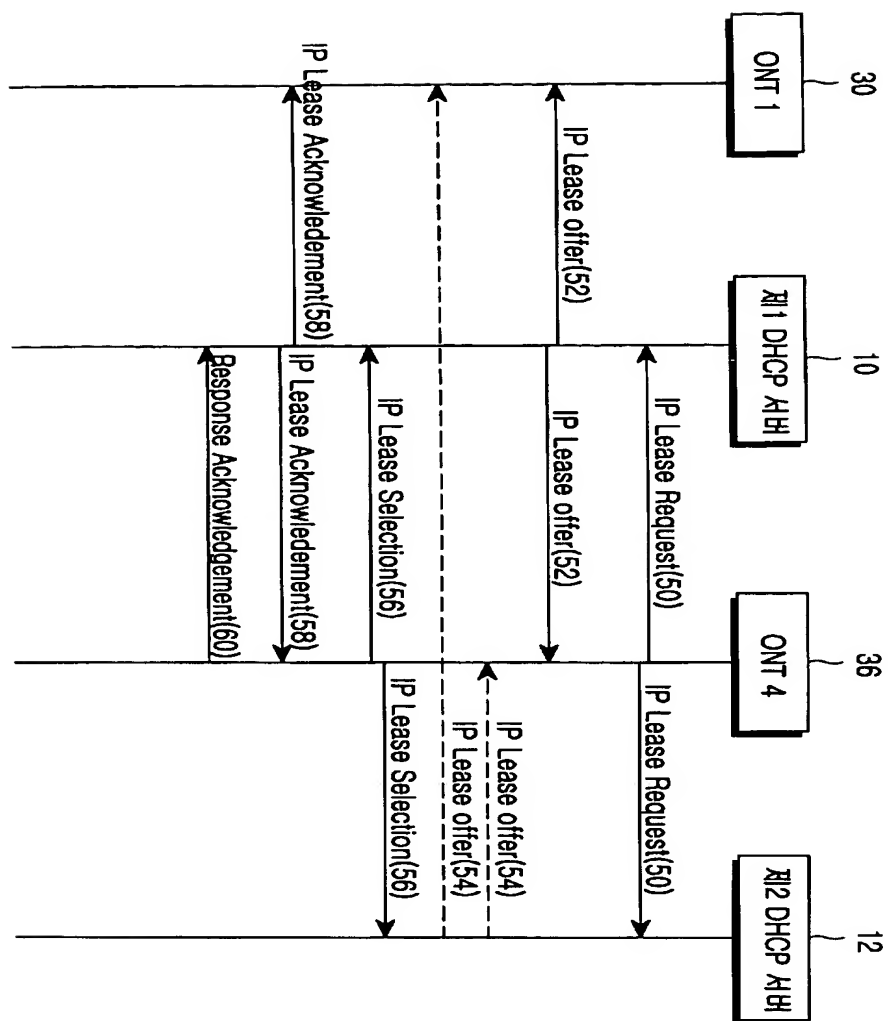 30
10
36
12
ONT 1
제1 DHCP 서버
ONT 4
제2 DHCP 서버
IP Lease Request(50)
IP Lease Request(50)
IP Lease offer(52)
IP Lease offer(52)
IP Lease offer(54)
IP Lease offer(54)
IP Lease Selection(56)
IP Lease Selection(56)
IP Lease Acknowledement(58)
IP Lease Acknowledement(58)
Response Acknowledgement(60)